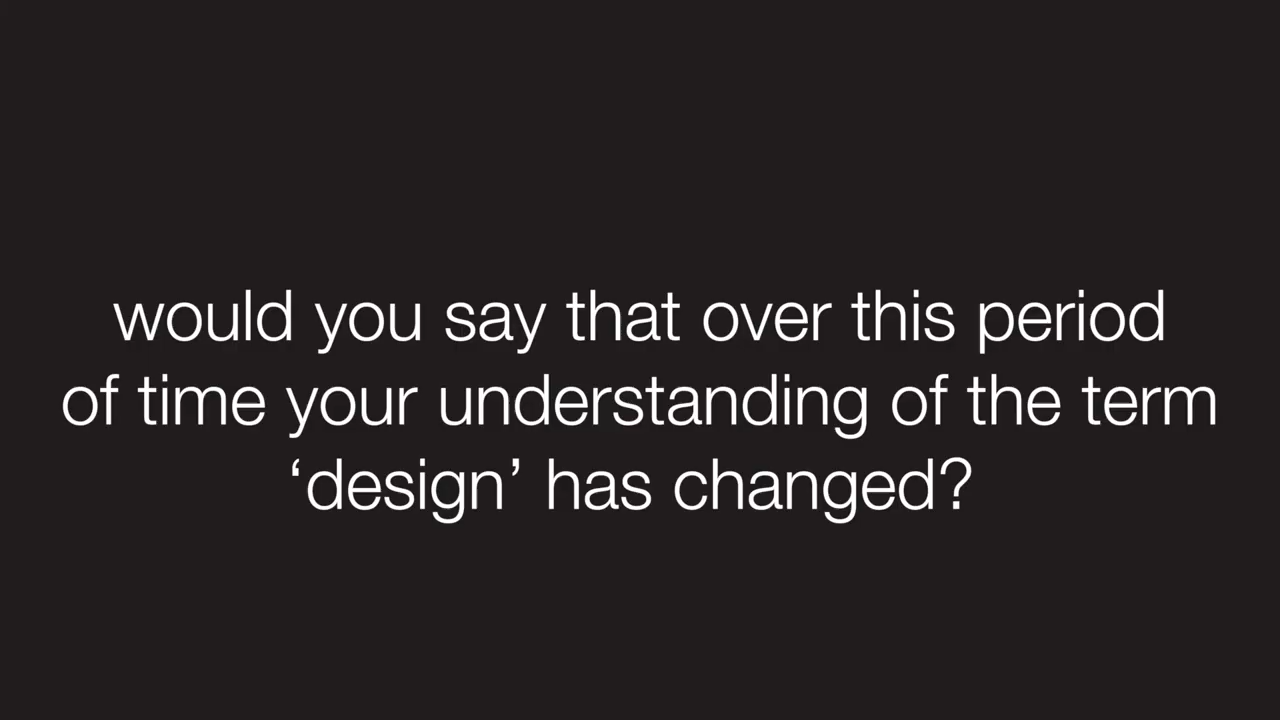 would you say that over this period
of time your understanding of the term
‘design’ has changed?